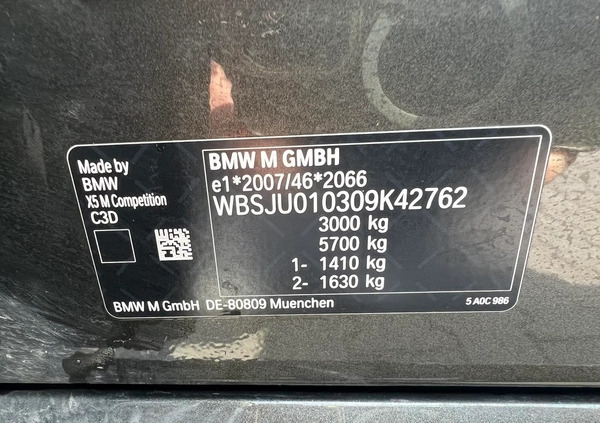 Made by
BMW
X5 M Competition
C3D
BMW M GMBH
e1*2007/46*2066
WBSJU010309K42762
3000 kg
5700 kg
1- 1410 kg
2- 1630 kg
BMW M GmbH DE-80809 Muenchen
5 A0C 986